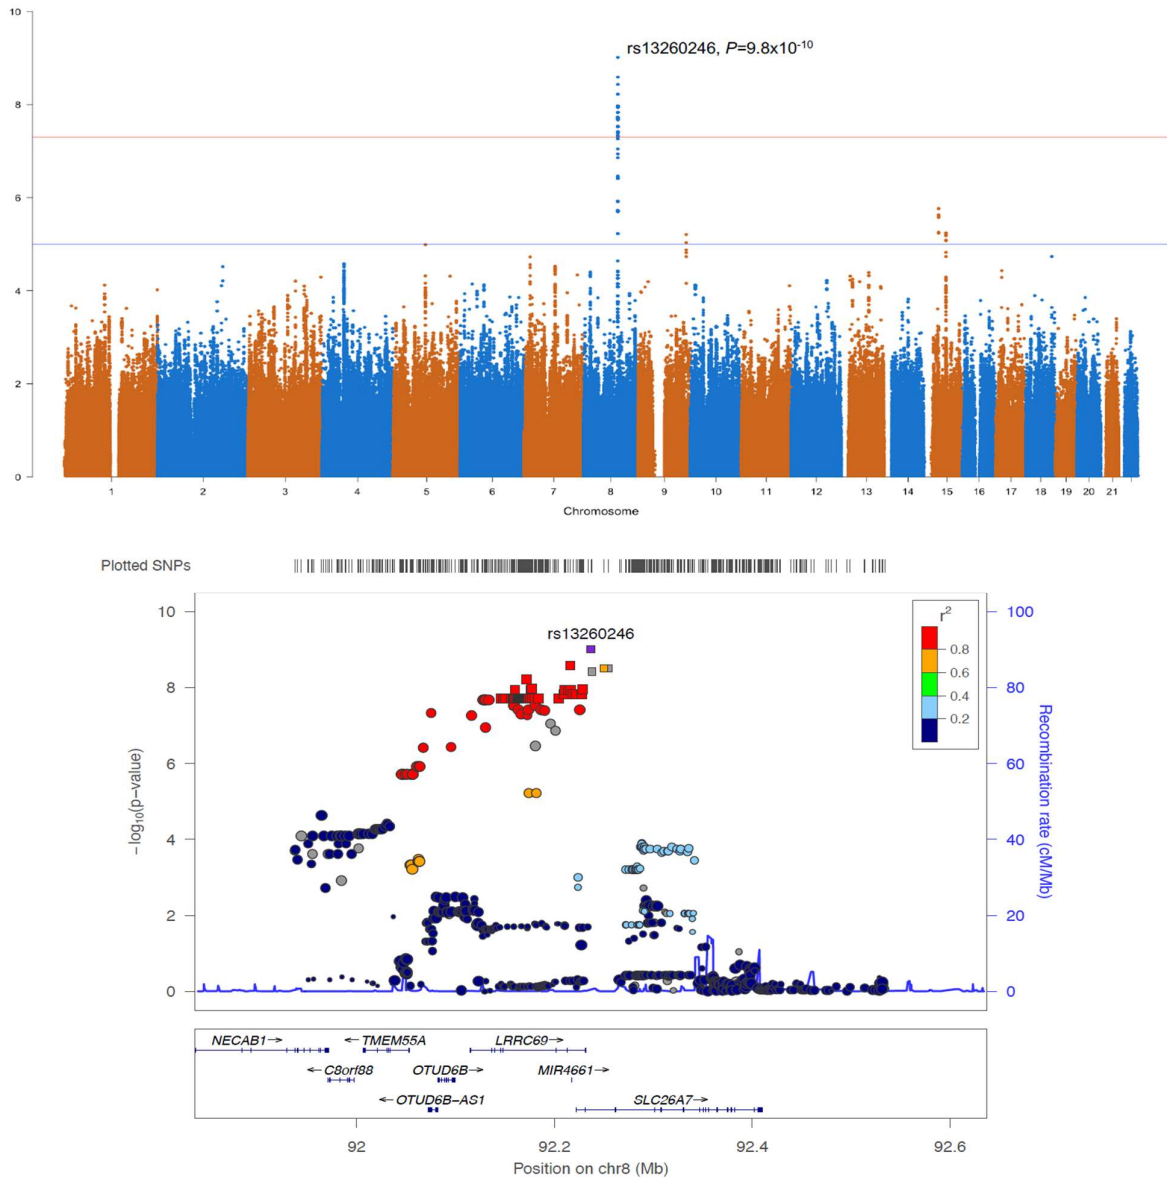 10
rs13260246, P=9.8x10⁻¹⁰
8
6
4
2
0
1 2 3 4 5 6 7 8 9 10 11 12 13 14 15 16 17 18 19 20 21
Chromosome
Plotted SNPs
10
8
6
4
2
0
−log₁₀(p−value)
rs13260246
r²
0.8
0.6
0.4
0.2
100
80
60
40
20
0
Recombination rate (cM/Mb)
NECAB1→ ←TMEM55A LRRC69→
←C8orf88 OTUD6B→ MIR4661→
←OTUD6B−AS1 SLC26A7→
92 92.2 92.4 92.6
Position on chr8 (Mb)